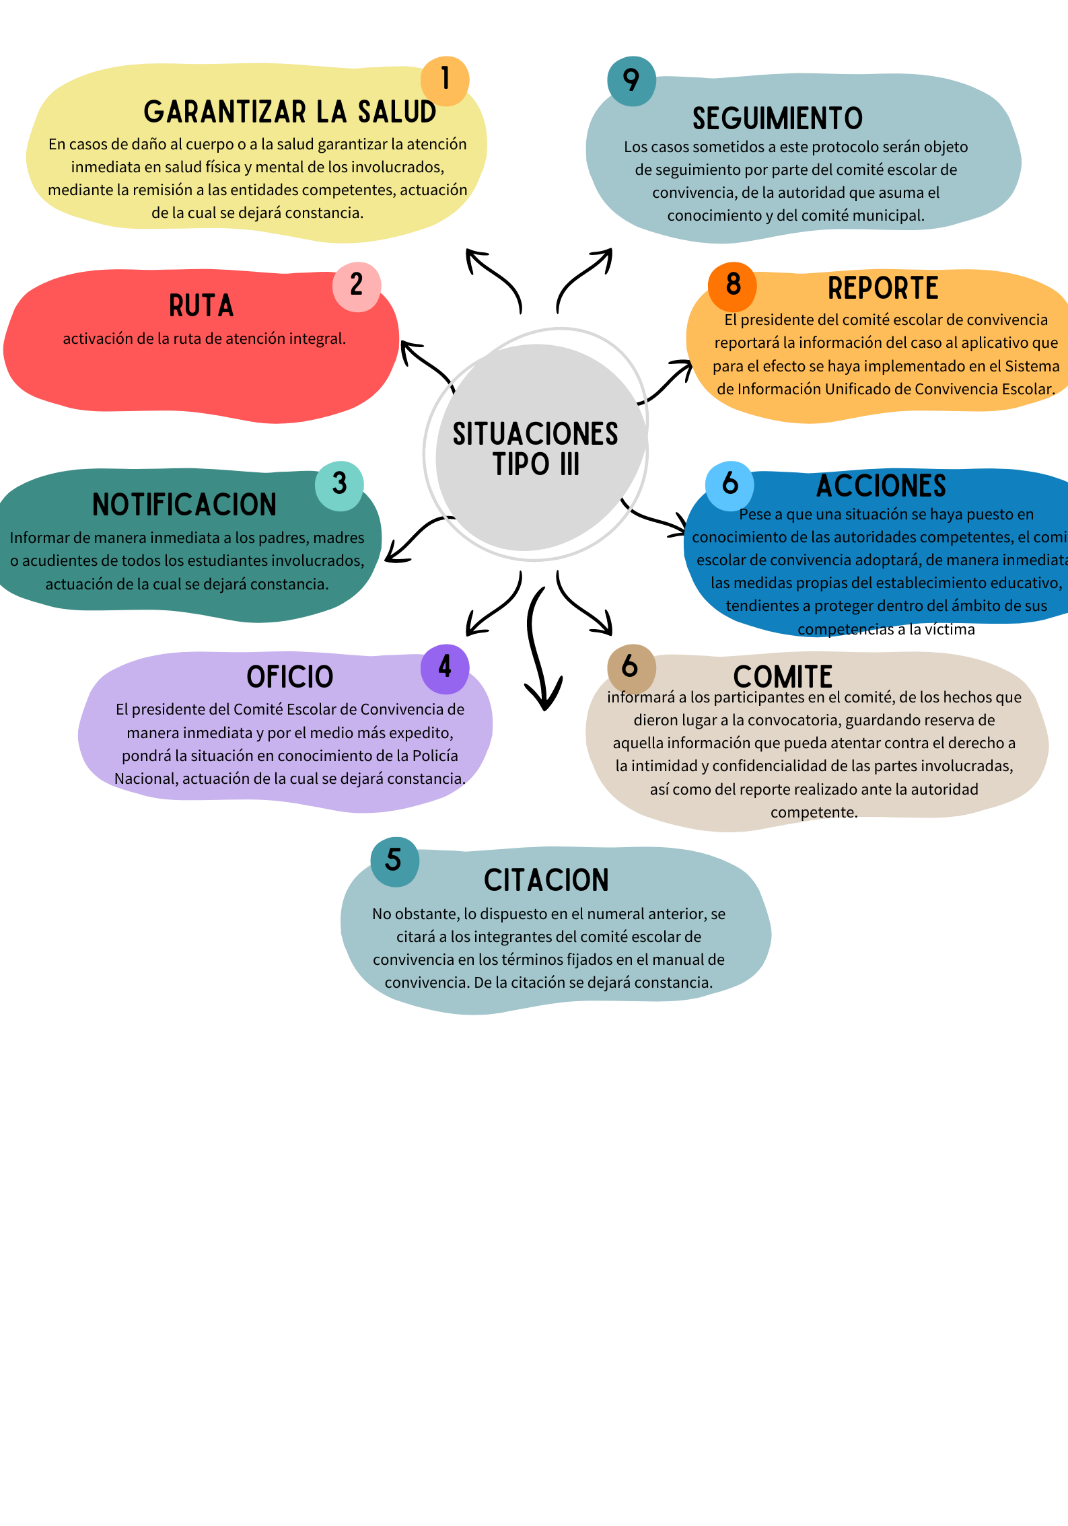 1
GARANTIZAR LA SALUD
En casos de daño al cuerpo o a la salud garantizar la atención
inmediata en salud física y mental de los involucrados,
mediante la remisión a las entidades competentes, actuación
de la cual se dejará constancia.
2
RUTA
activación de la ruta de atención integral.
3
NOTIFICACION
Informar de manera inmediata a los padres, madres
o acudientes de todos los estudiantes involucrados,
actuación de la cual se dejará constancia.
4
OFICIO
El presidente del Comité Escolar de Convivencia de
manera inmediata y por el medio más expedito,
pondrá la situación en conocimiento de la Policía
Nacional, actuación de la cual se dejará constancia.
SITUACIONES
TIPO III
9
SEGUIMIENTO
Los casos sometidos a este protocolo serán objeto
de seguimiento por parte del comité escolar de
convivencia, de la autoridad que asuma el
conocimiento y del comité municipal.
8
REPORTE
El presidente del comité escolar de convivencia
reportará la información del caso al aplicativo que
para el efecto se haya implementado en el Sistema
de Información Unificado de Convivencia Escolar.
6
ACCIONES
Pese a que una situación se haya puesto en
conocimiento de las autoridades competentes, el comi
escolar de convivencia adoptará, de manera inmediata
las medidas propias del establecimiento educativo,
tendientes a proteger dentro del ámbito de sus
competencias a la víctima
6
COMITE
informará a los participantes en el comité, de los hechos que
dieron lugar a la convocatoria, guardando reserva de
aquella información que pueda atentar contra el derecho a
la intimidad y confidencialidad de las partes involucradas,
así como del reporte realizado ante la autoridad
competente.
5
CITACION
No obstante, lo dispuesto en el numeral anterior, se
citará a los integrantes del comité escolar de
convivencia en los términos fijados en el manual de
convivencia. De la citación se dejará constancia.